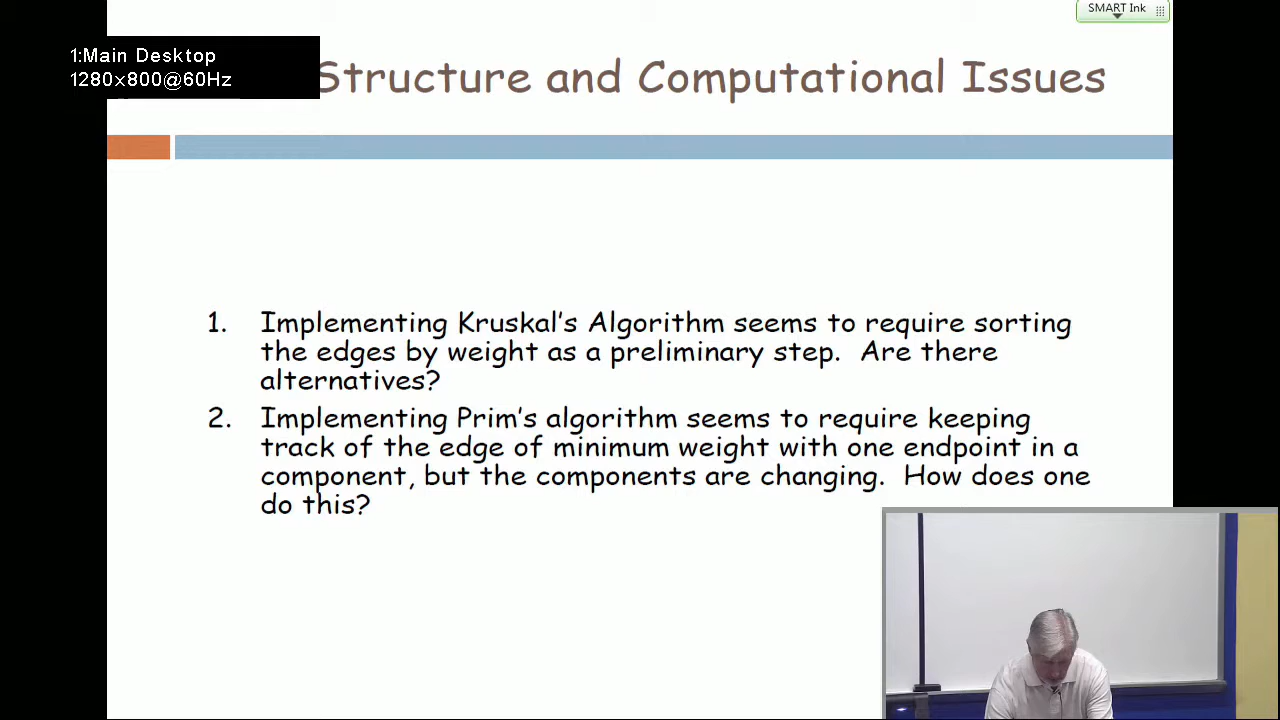 SMART Ink
1:Main Desktop
1280x800@60Hz
Structure and Computational Issues
1. Implementing Kruskal's Algorithm seems to require sorting
the edges by weight as a preliminary step. Are there
alternatives?
2. Implementing Prim's algorithm seems to require keeping
track of the edge of minimum weight with one endpoint in a
component, but the components are changing. How does one
do this?